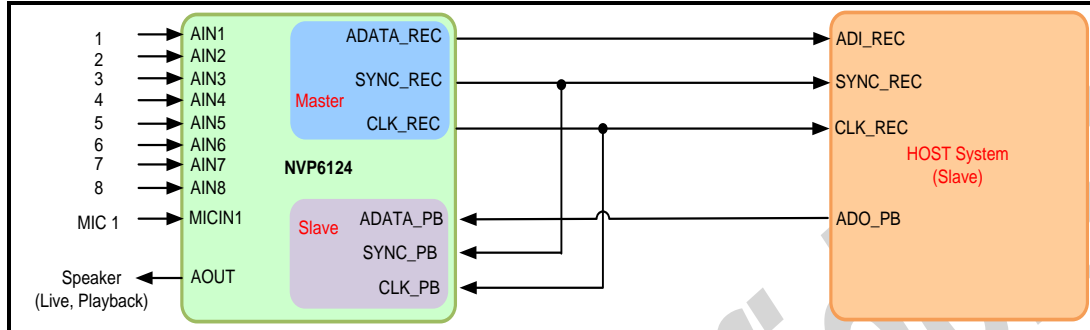 1
2
3
4
5
6
7
8
MIC 1
Speaker
(Live, Playback)
AIN1
AIN2
AIN3
AIN4
AIN5
AIN6
AIN7
AIN8
MICIN1
AOUT
NVP6124
Master
ADATA_REC
SYNC_REC
CLK_REC
Slave
ADATA_PB
SYNC_PB
CLK_PB
ADI_REC
SYNC_REC
CLK_REC
HOST System
(Slave)
ADO_PB